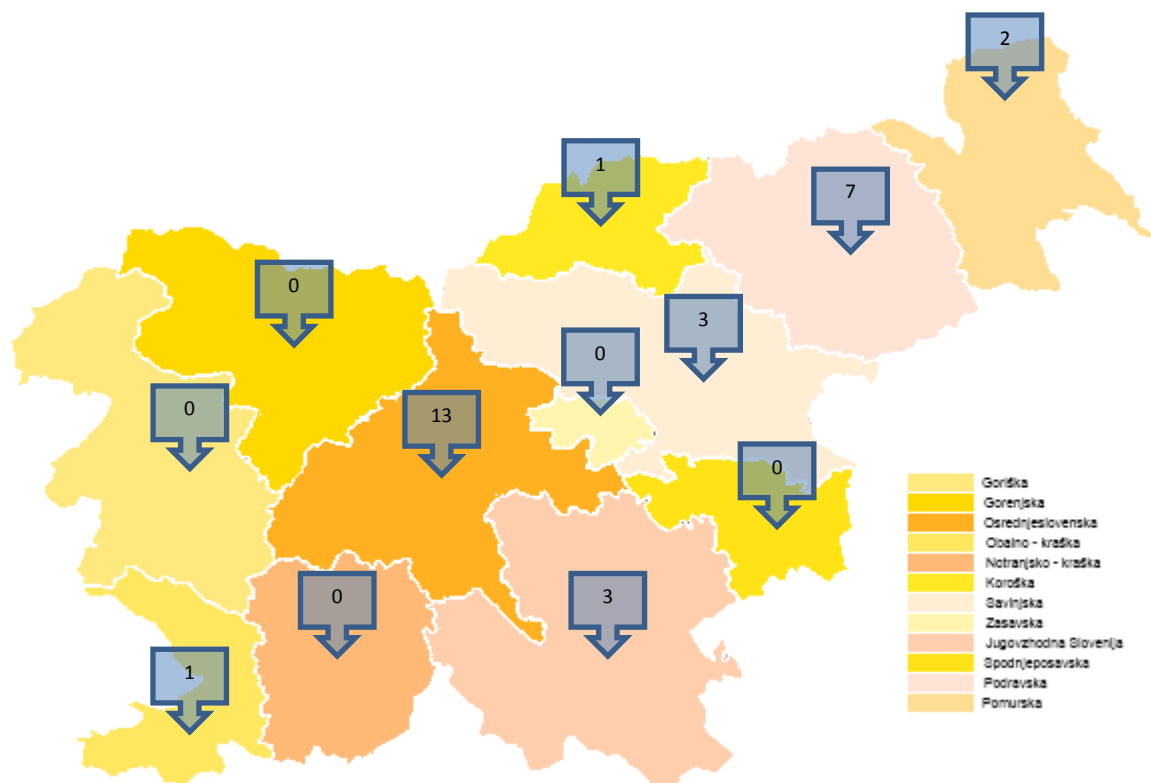 2
1
7
0
3
0
0
13
0
0
3
1
Goriška
Gorenjska
Osrednjeslovenska
Obalno - kraška
Notranjsko - kraška
Koroška
Savinjska
Zasavska
Jugovzhodna Slovenija
Spodnjeposavska
Podravska
Pomurska